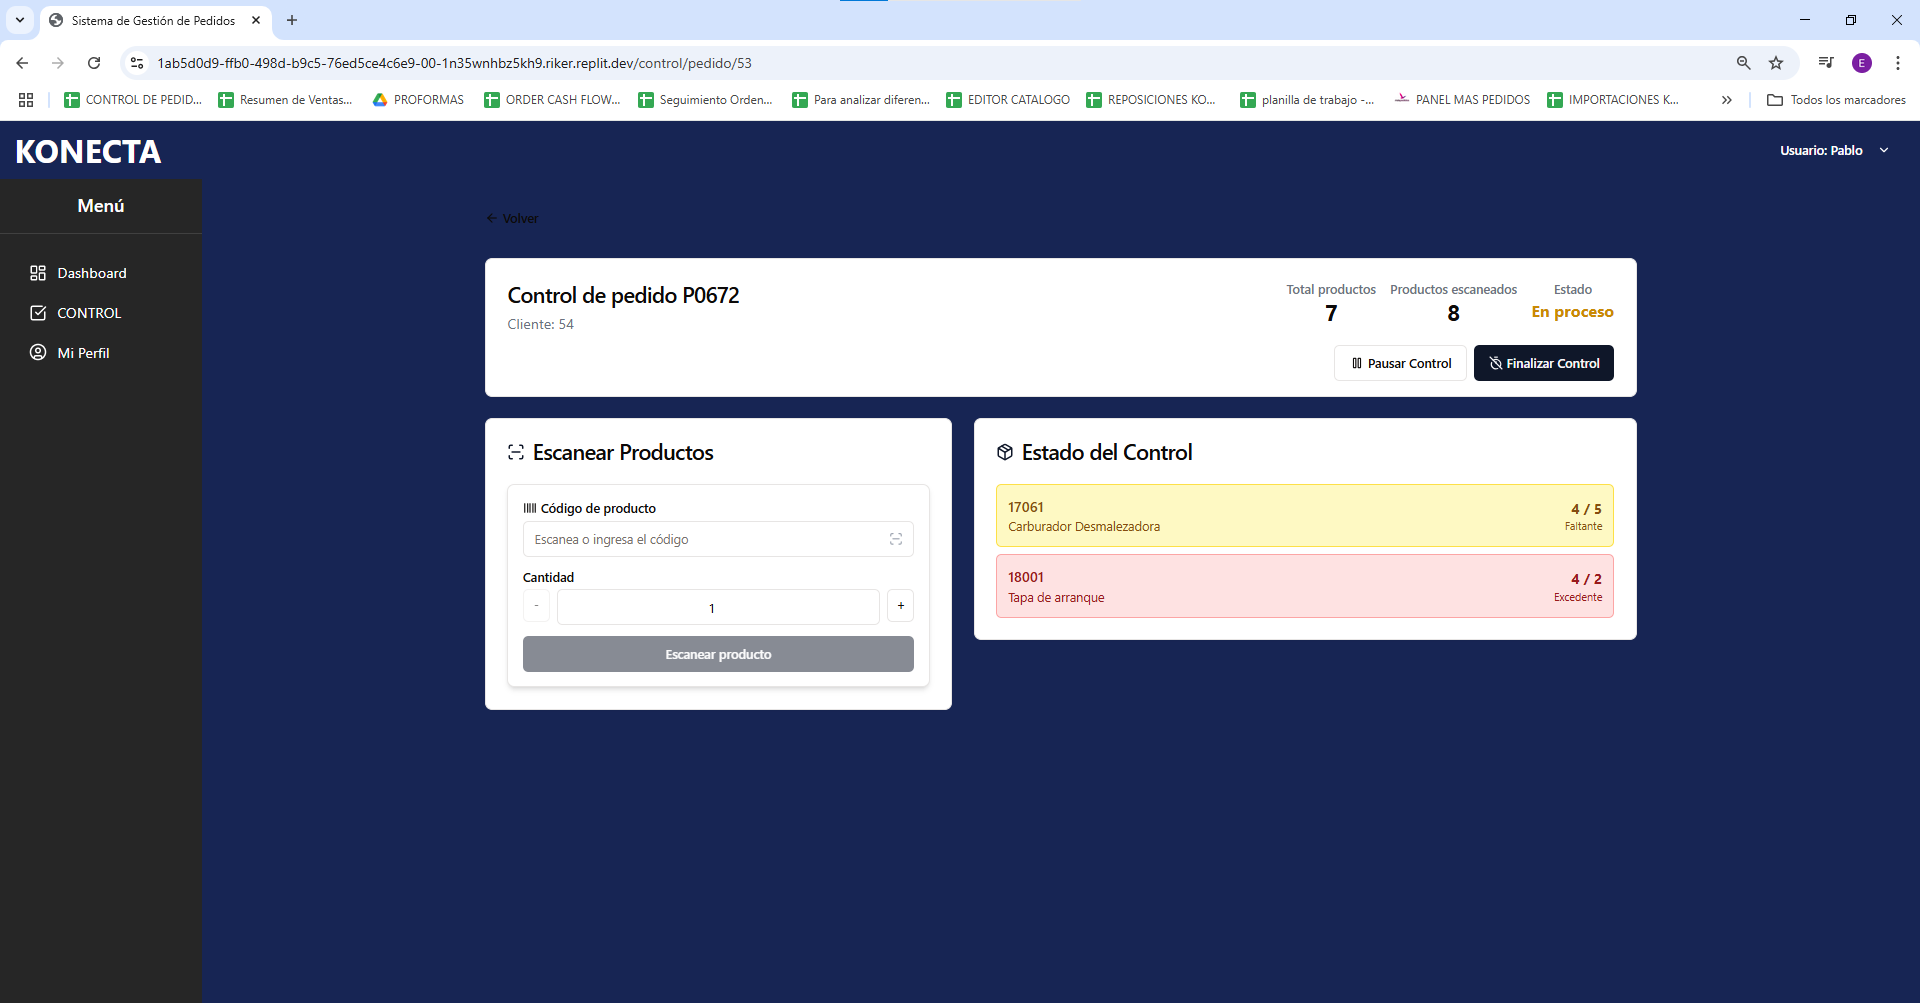 Sistema de Gestión de Pedidos
1ab5d0d9-ffb0-498d-b9c5-76ed5ce4c6e9-00-1n35wnhbz5kh9.riker.replit.dev/control/pedido/53
E
CONTROL DE PEDID...
Resumen de Ventas...
PROFORMAS
ORDER CASH FLOW...
Seguimiento Orden...
Para analizar diferen...
EDITOR CATALOGO
REPOSICIONES KO...
planilla de trabajo -...
PANEL MAS PEDIDOS
IMPORTACIONES K...
Todos los marcadores
KONECTA
Usuario: Pablo
Menú
Dashboard
CONTROL
Mi Perfil
Volver
Control de pedido P0672
Cliente: 54
Total productos
7
Productos escaneados
8
Estado
En proceso
Pausar Control
Finalizar Control
Escanear Productos
Código de producto
Escanea o ingresa el código
Cantidad
-
1
+
Escanear producto
Estado del Control
17061
Carburador Desmalezadora
4 / 5
Faltante
18001
Tapa de arranque
4 / 2
Excedente